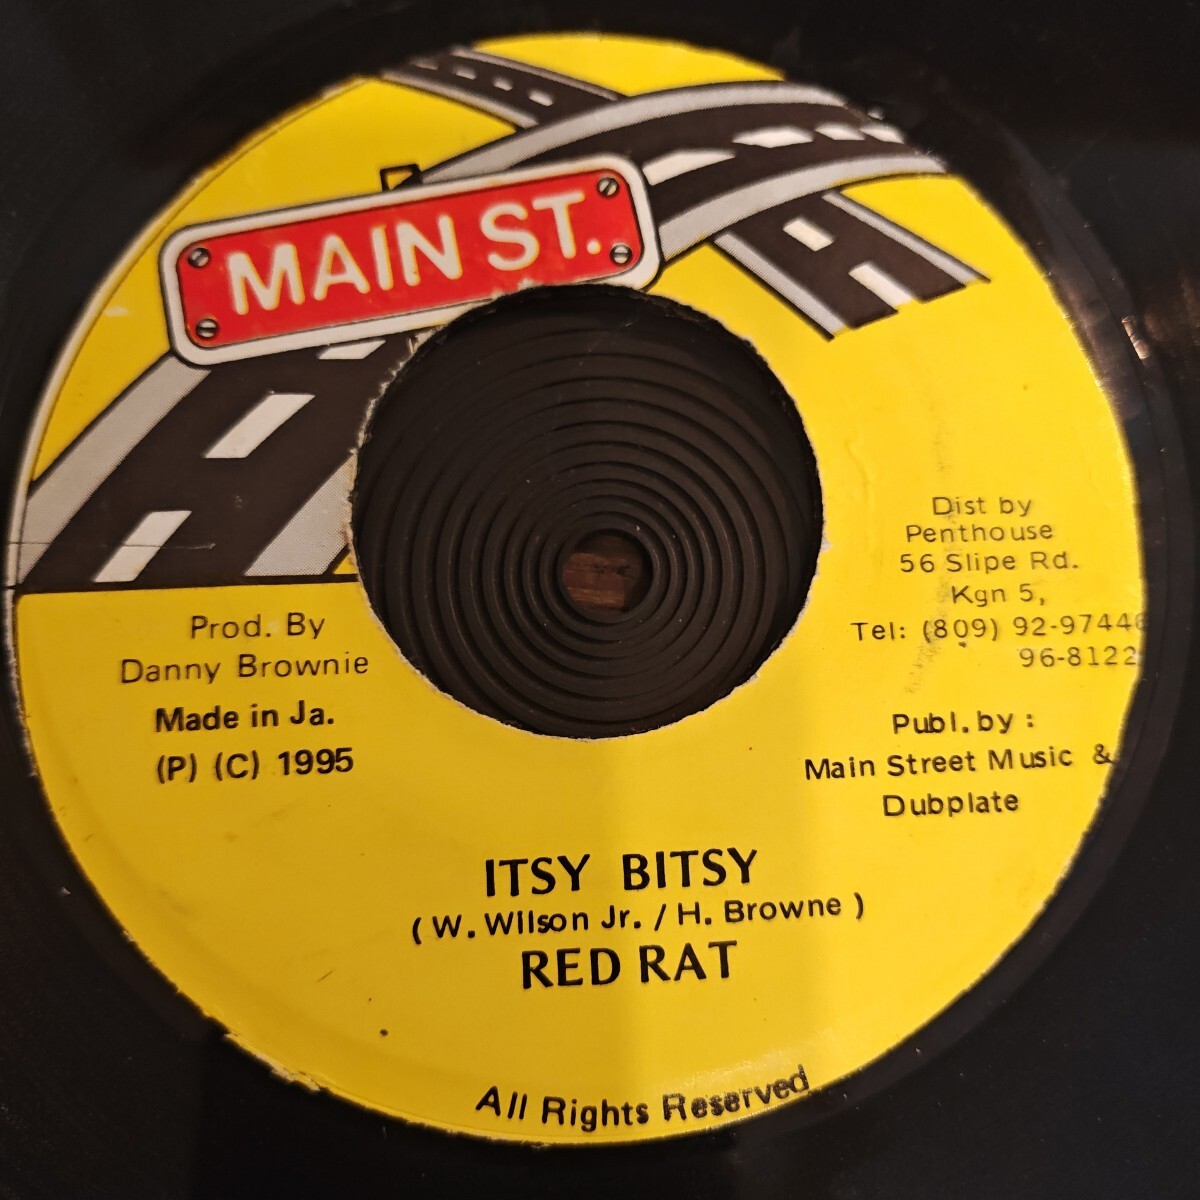 MAIN ST.
Prod. By
Danny Brownie
Made in Ja.
(P) (C) 1995
Dist by
Penthouse
56 Slipe Rd.
Kgn 5,
Tel: (809) 92-97446
96-8122
Publ. by :
Main Street Music &
Dubplate
ITSY BITSY
( W. Wilson Jr. / H. Browne )
RED RAT
All Rights Reserved